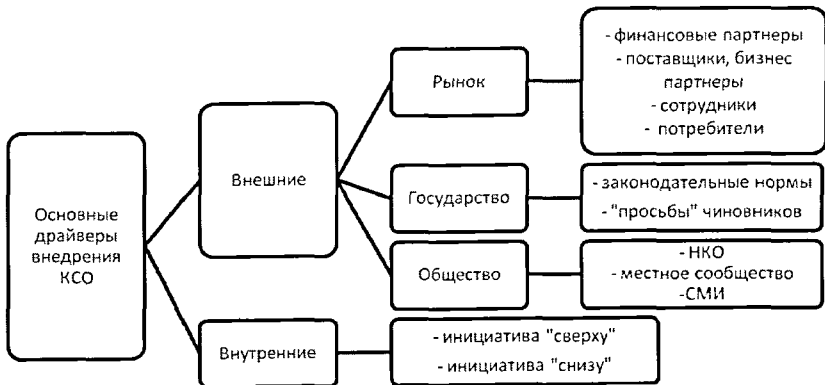 Основные
драйверы
внедрения
КСО
Внешние
Рынок
- финансовые партнеры
- поставщики, бизнес
партнеры
- сотрудники
- потребители
Государство
- законодательные нормы
- "просьбы" чиновников
Общество
- НКО
- местное сообщество
-СМИ
Внутренние
- инициатива "сверху"
- инициатива "снизу"